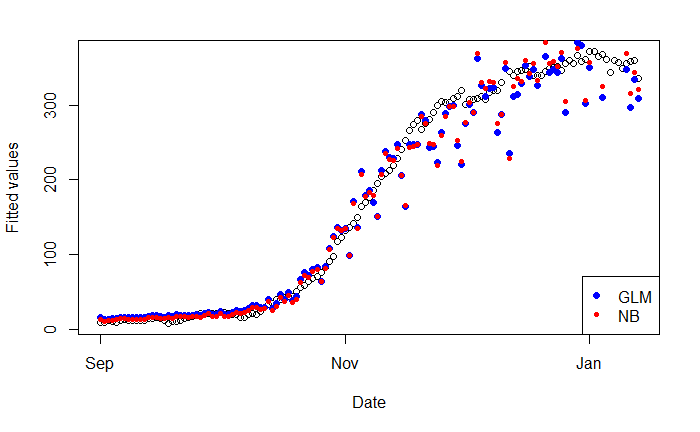 Fitted values
300
200
100
0
Sep
Nov
Jan
Date
GLM
NB